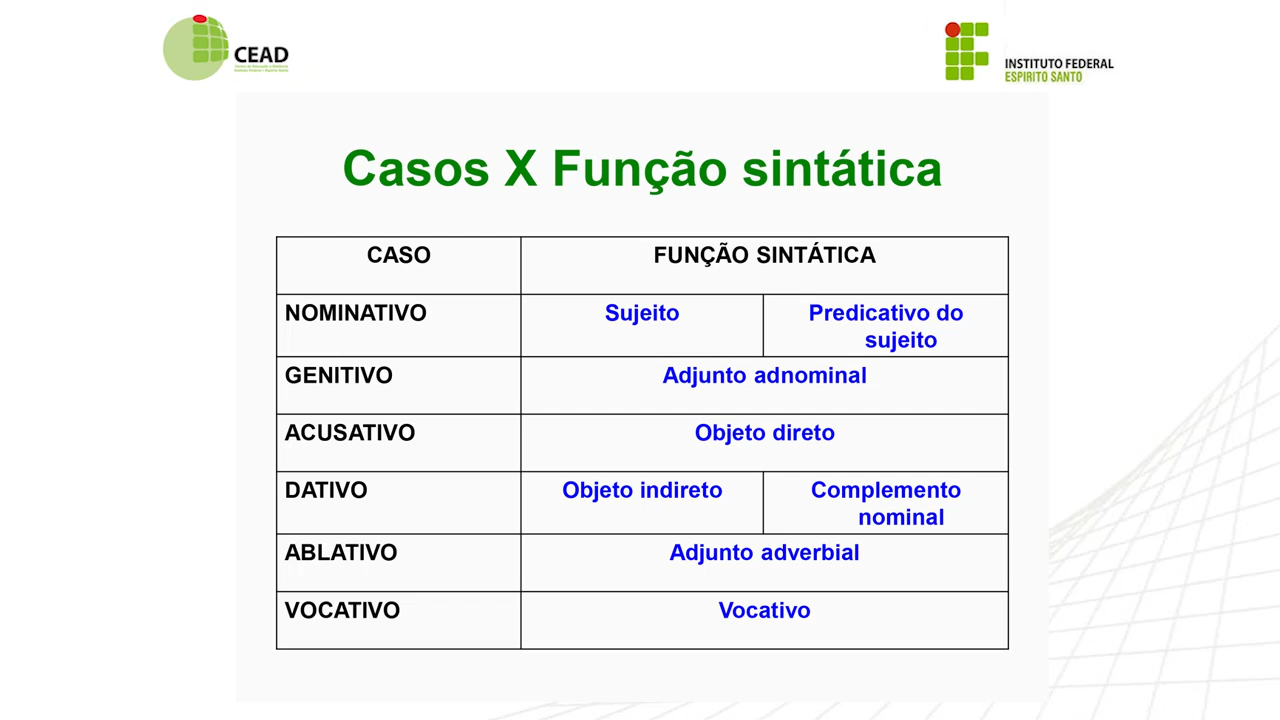 CEAD
INSTITUTO FEDERAL
ESPÍRITO SANTO
Casos X Função sintática
CASO FUNÇÃO SINTÁTICA
NOMINATIVO Sujeito Predicativo do
sujeito
GENITIVO Adjunto adnominal
ACUSATIVO Objeto direto
DATIVO Objeto indireto Complemento
nominal
ABLATIVO Adjunto adverbial
VOCATIVO Vocativo